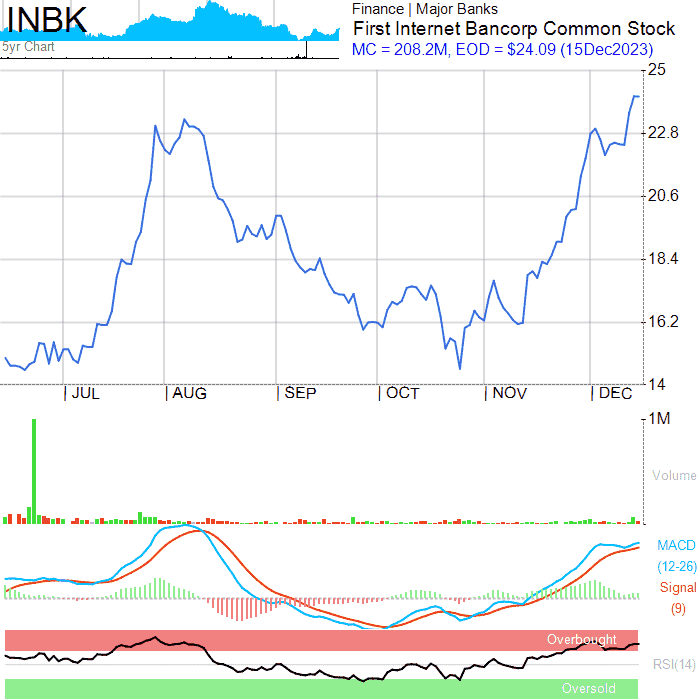 INBK
5yr Chart
Finance | Major Banks
First Internet Bancorp Common Stock
MC = 208.2M, EOD = $24.09 (15Dec2023)
25
22.8
20.6
18.4
16.2
14
JUL
AUG
SEP
OCT
NOV
DEC
1M
Volume
MACD
(12-26)
Signal
(9)
Overbought
RSI(14)
Oversold